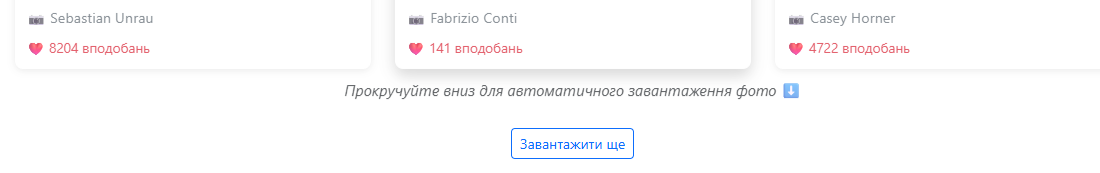 📷 Sebastian Unrau
❤️ 8204 вподобань
📷 Fabrizio Conti
❤️ 141 вподобань
📷 Casey Horner
❤️ 4722 вподобань
Прокручуйте вниз для автоматичного завантаження фото ⬇️
Завантажити ще